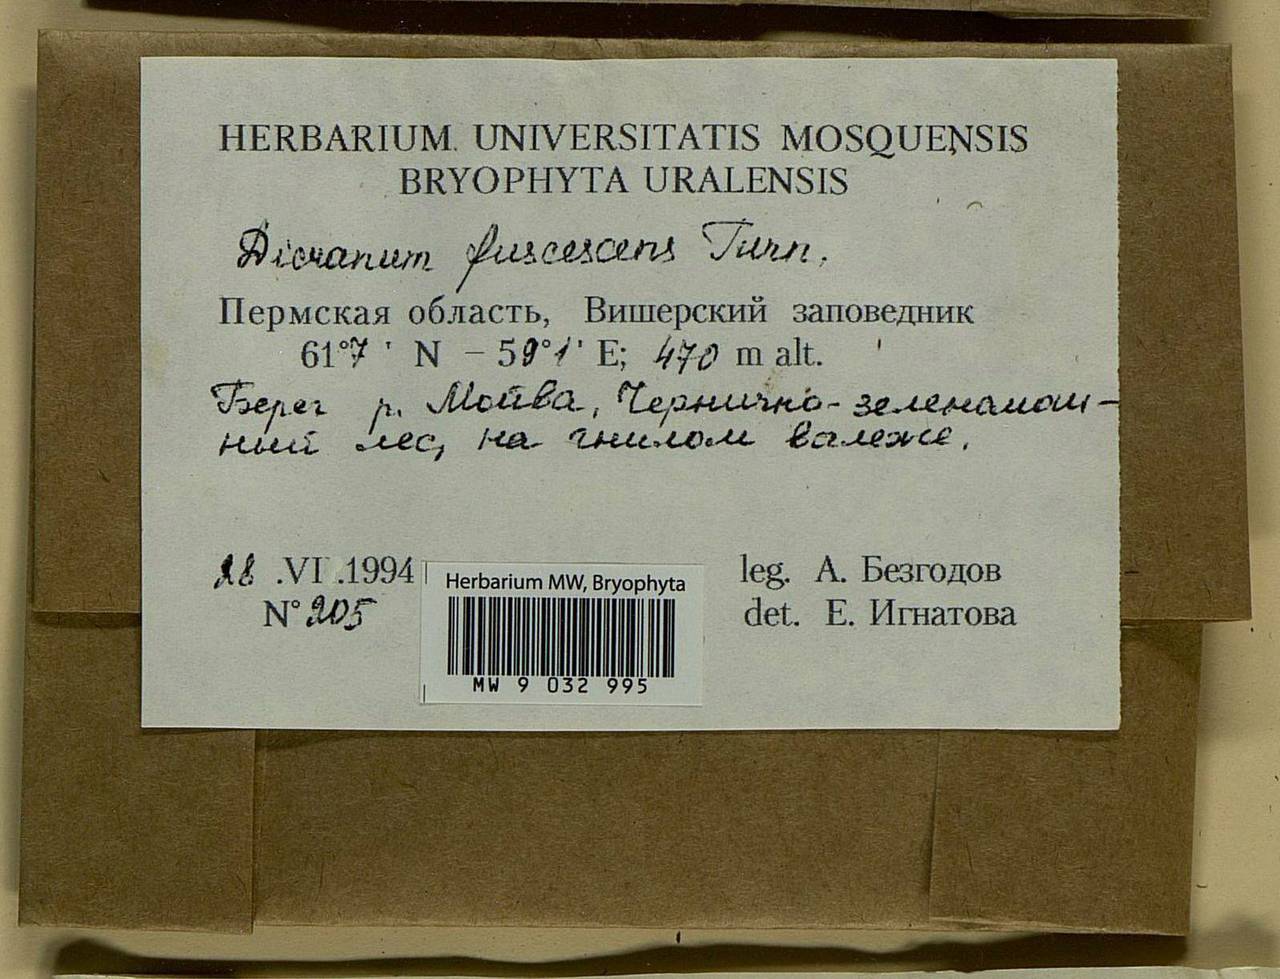 HERBARIUM UNIVERSITATIS MOSQUENSIS
BRYOPHYTA URALENSIS
Dicranum fuscescens Turn.
Пермская область, Вишерский заповедник
61°7' N – 59°1' E; 470 m alt.
Берег р. Мойва, Чернично-зеленомош-
ный лес, на гнилом валеже.
28.VI.1994
N° 205
leg. А. Безгодов
det. Е. Игнатова
Herbarium MW, Bryophyta
MW 9 032 995